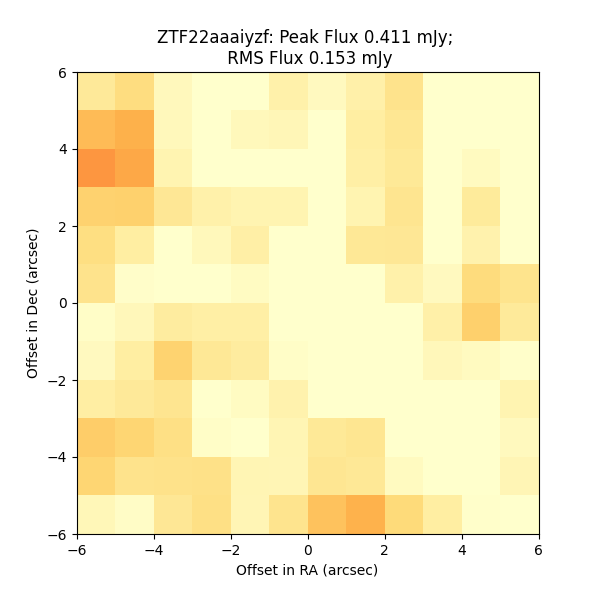 ZTF22aaaiyzf: Peak Flux 0.411 mJy;
RMS Flux 0.153 mJy
6
4
2
0
−2
−4
−6
Offset in Dec (arcsec)
−6 −4 −2 0 2 4 6
Offset in RA (arcsec)